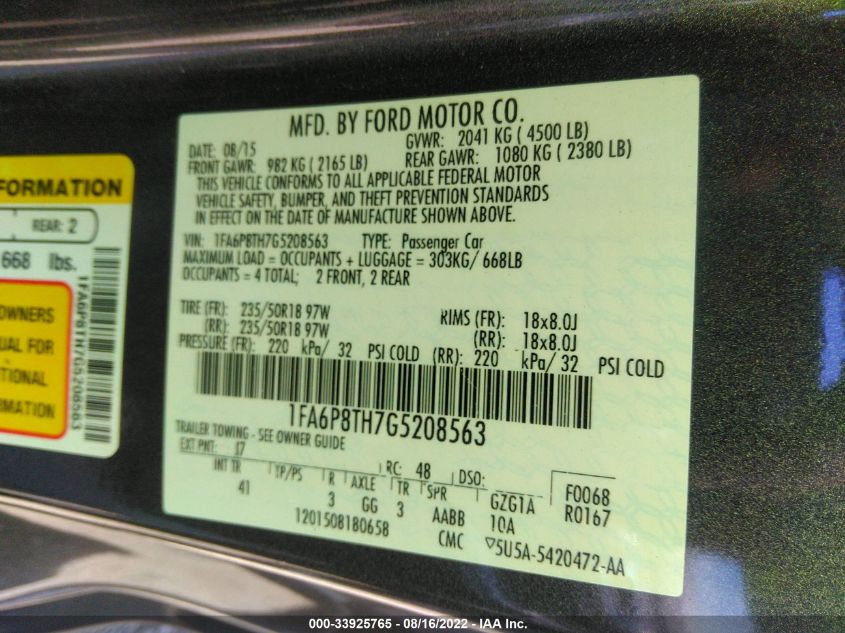 MFD. BY FORD MOTOR CO.
DATE: 08/15 GVWR: 2041 KG ( 4500 LB)
FRONT GAWR: 982 KG ( 2165 LB) REAR GAWR: 1080 KG ( 2380 LB)
THIS VEHICLE CONFORMS TO ALL APPLICABLE FEDERAL MOTOR
VEHICLE SAFETY, BUMPER, AND THEFT PREVENTION STANDARDS
IN EFFECT ON THE DATE OF MANUFACTURE SHOWN ABOVE.
VIN: 1FA6P8TH7G5208563 TYPE: Passenger Car
MAXIMUM LOAD = OCCUPANTS + LUGGAGE = 303KG/ 668LB
OCCUPANTS = 4 TOTAL; 2 FRONT, 2 REAR
TIRE (FR): 235/50R18 97W RIMS (FR): 18x8.0J
(RR): 235/50R18 97W (RR): 18x8.0J
PRESSURE (FR): 220 kPa/ 32 PSI COLD (RR): 220 kPa/ 32 PSI COLD
1FA6P8TH7G5208563
TRAILER TOWING - SEE OWNER GUIDE
EXT PNT: 17 RC: 48 DSO:
INT TR TP/PS R AXLE TR SPR GZG1A F0068
41 3 GG 3 AABB 10A R0167
1201508180658 CMC ▽5U5A-5420472-AA
FORMATION
REAR: 2
668 lbs.
1FA6P8TH7G5208563
OWNERS
UAL FOR
TIONAL
RMATION
000-33925765 - 08/16/2022 - IAA Inc.